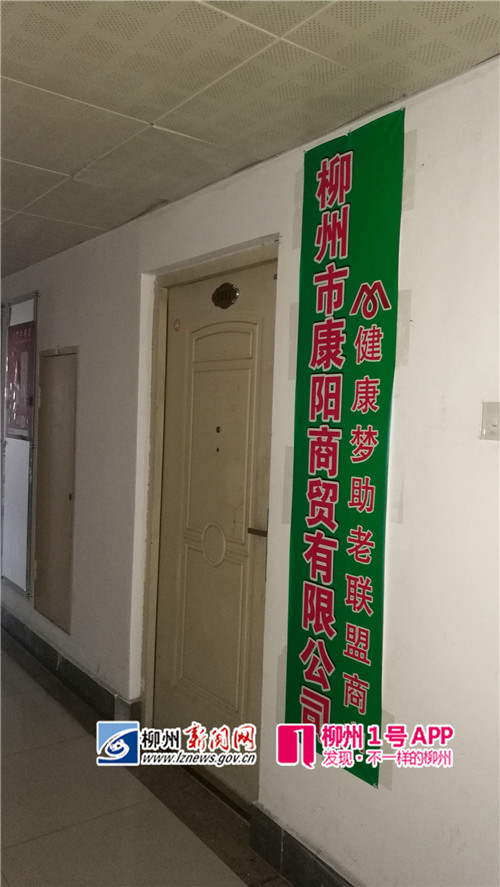 柳州市康阳商贸有限公司
健康梦助老联盟商
柳州新闻网
www.lznews.gov.cn
柳州1号APP
发现·不一样的柳州